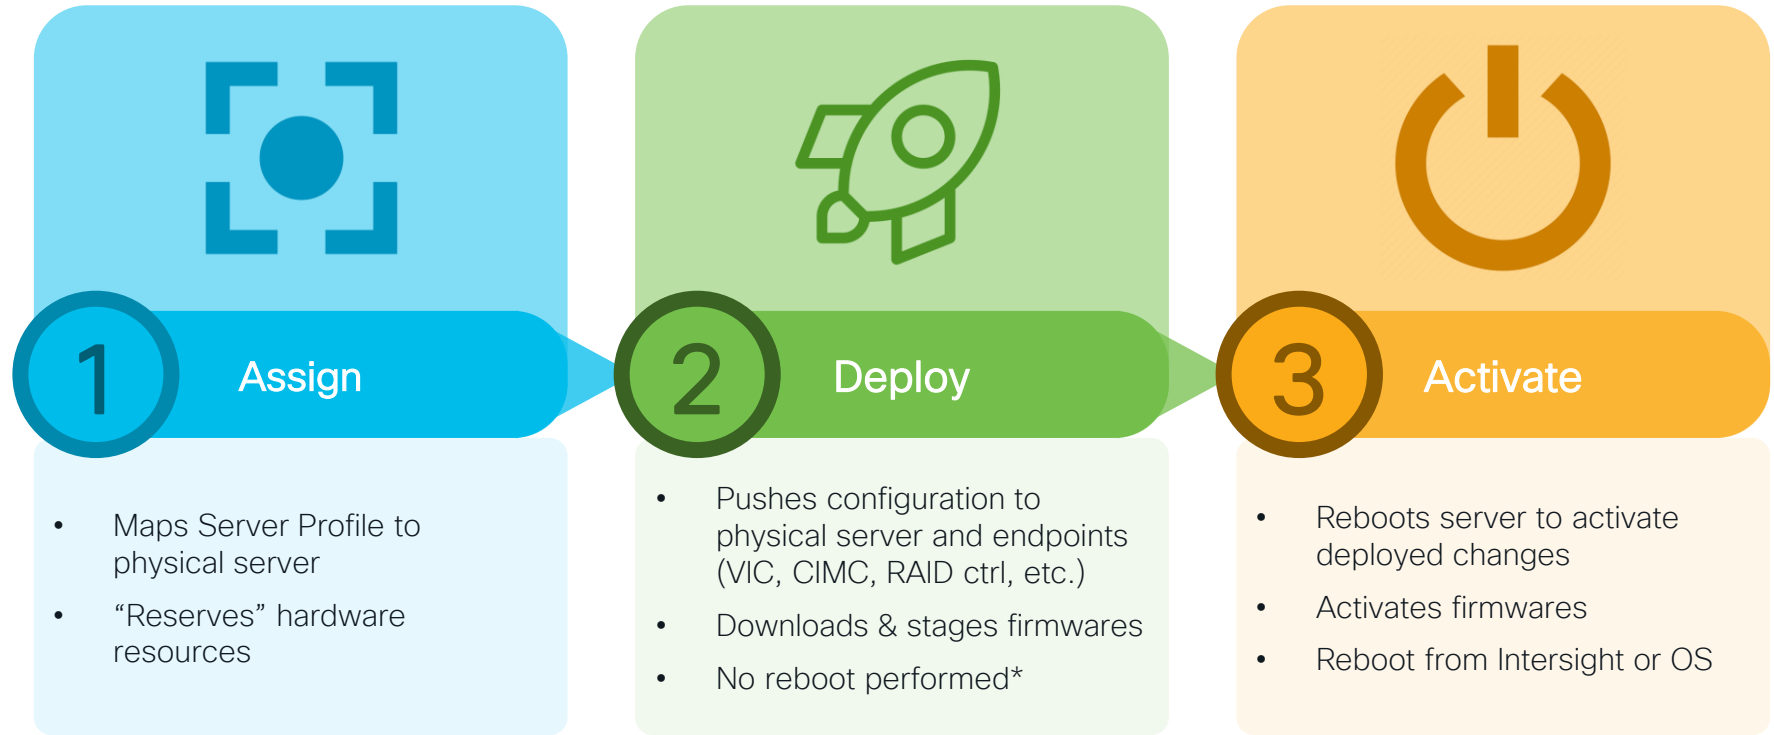 1
Assign
• Maps Server Profile to
physical server
• “Reserves” hardware
resources
2
Deploy
• Pushes configuration to
physical server and endpoints
(VIC, CIMC, RAID ctrl, etc.)
• Downloads & stages firmwares
• No reboot performed*
3
Activate
• Reboots server to activate
deployed changes
• Activates firmwares
• Reboot from Intersight or OS